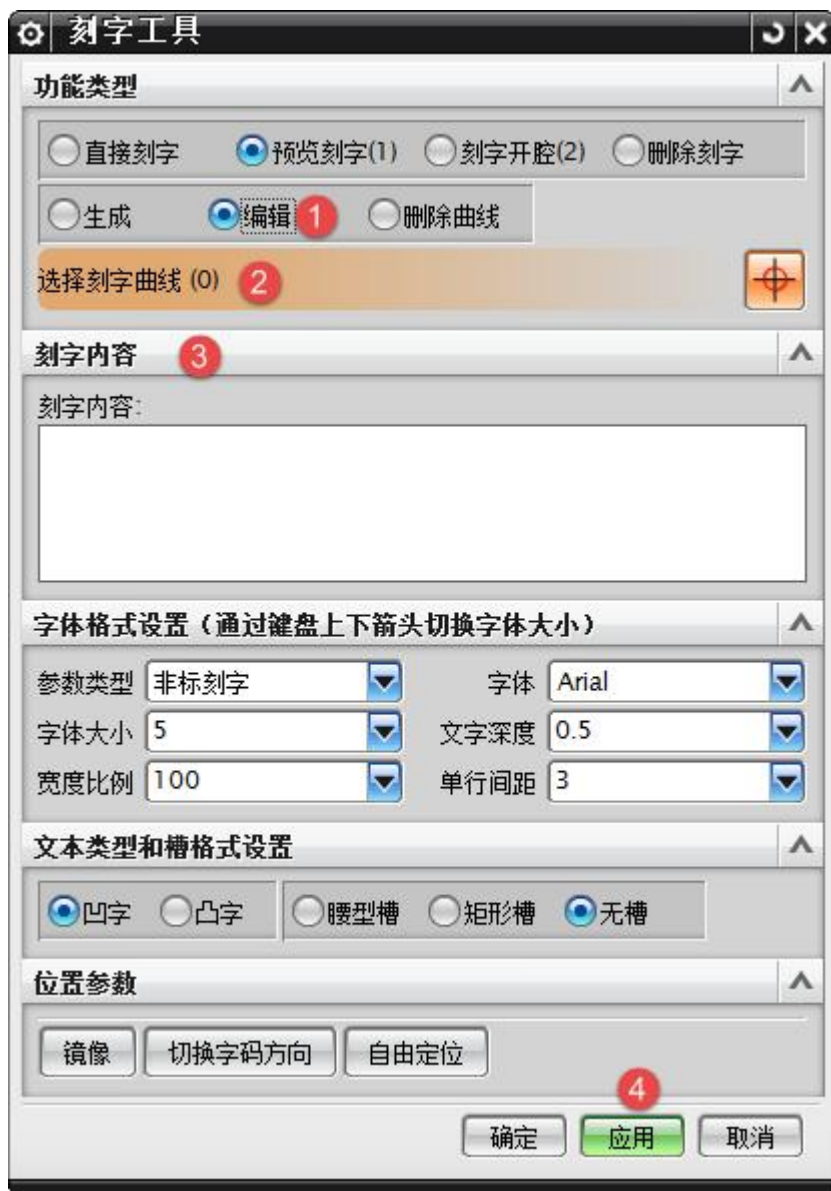 刻字工具
功能类型
直接刻字 预览刻字(1) 刻字开腔(2) 删除刻字
生成 编辑 1 删除曲线
选择刻字曲线 (0) 2
刻字内容 3
刻字内容:
字体格式设置（通过键盘上下箭头切换字体大小）
参数类型 非标刻字 字体 Arial
字体大小 5 文字深度 0.5
宽度比例 100 单行间距 3
文本类型和槽格式设置
凹字 凸字 腰型槽 矩形槽 无槽
位置参数
镜像 切换字码方向 自由定位
4
确定 应用 取消